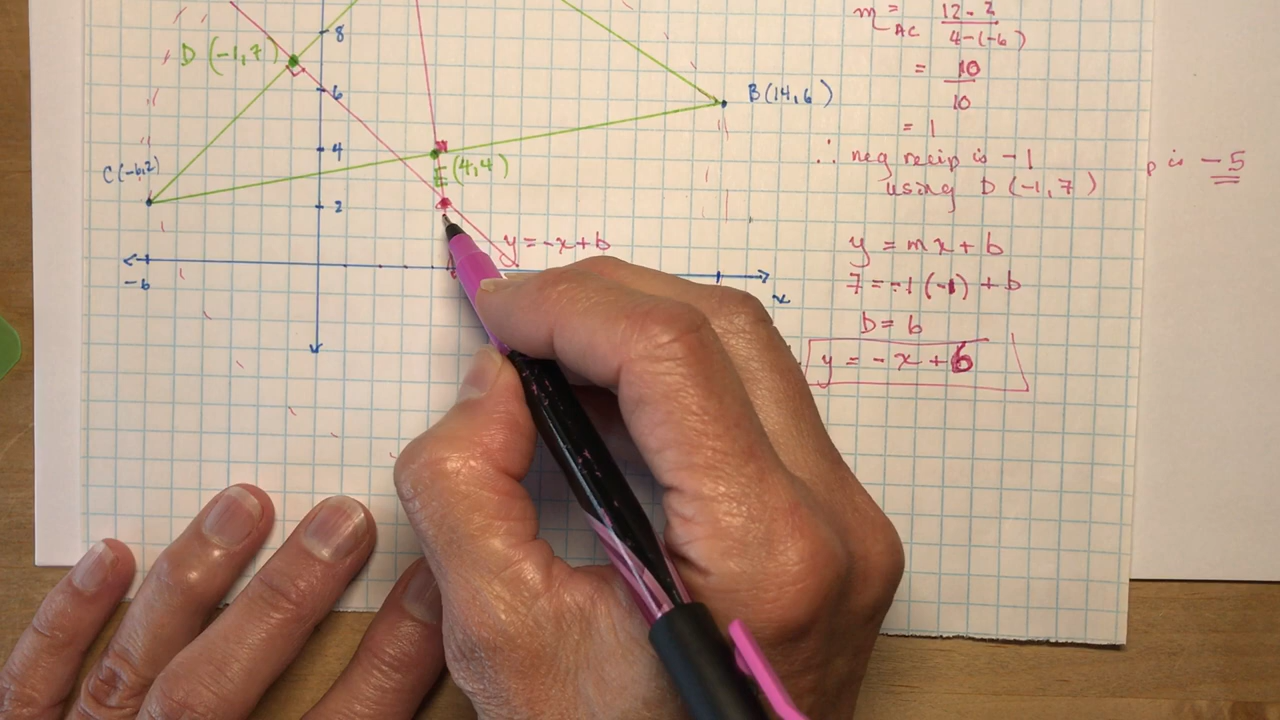 8
D (-1,7)
6
B(14,6)
4
C(-6,2)
E(4,4)
2
y = -x+b
-6
x
m_AC = 12-2 / 4-(-6)
= 10 / 10
= 1
∴ neg recip is -1
using D(-1,7)
y = mx + b
7 = -1(-1) + b
b = 6
y = -x + 6
p is -5